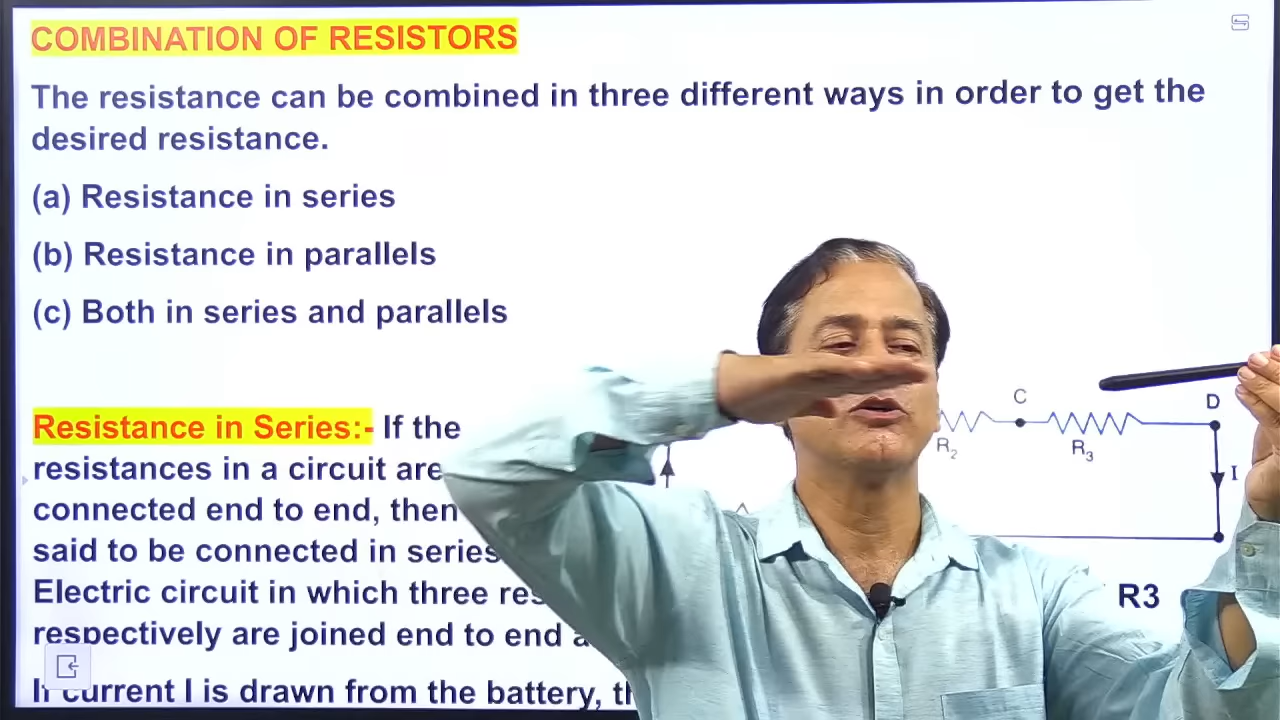 COMBINATION OF RESISTORS
The resistance can be combined in three different ways in order to get the
desired resistance.
(a) Resistance in series
(b) Resistance in parallels
(c) Both in series and parallels
Resistance in Series:- If the
resistances in a circuit are
connected end to end, then
said to be connected in series
Electric circuit in which three
respectively are joined end to end
If current I is drawn from the battery,
C
D
R₂
R₃
I
R3